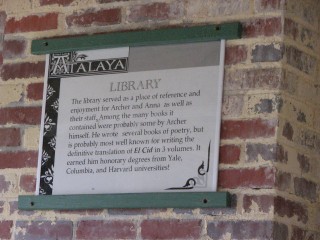 ATALAYA
LIBRARY
The library served as a place of reference and
enjoyment for Archer and Anna as well as
their staff. Among the many books it
contained were probably some by Archer
himself. He wrote several books of poetry, but
is probably most well known for writing the
definitive translation of El Cid in 3 volumes. It
earned him honorary degrees from Yale,
Columbia, and Harvard universities!